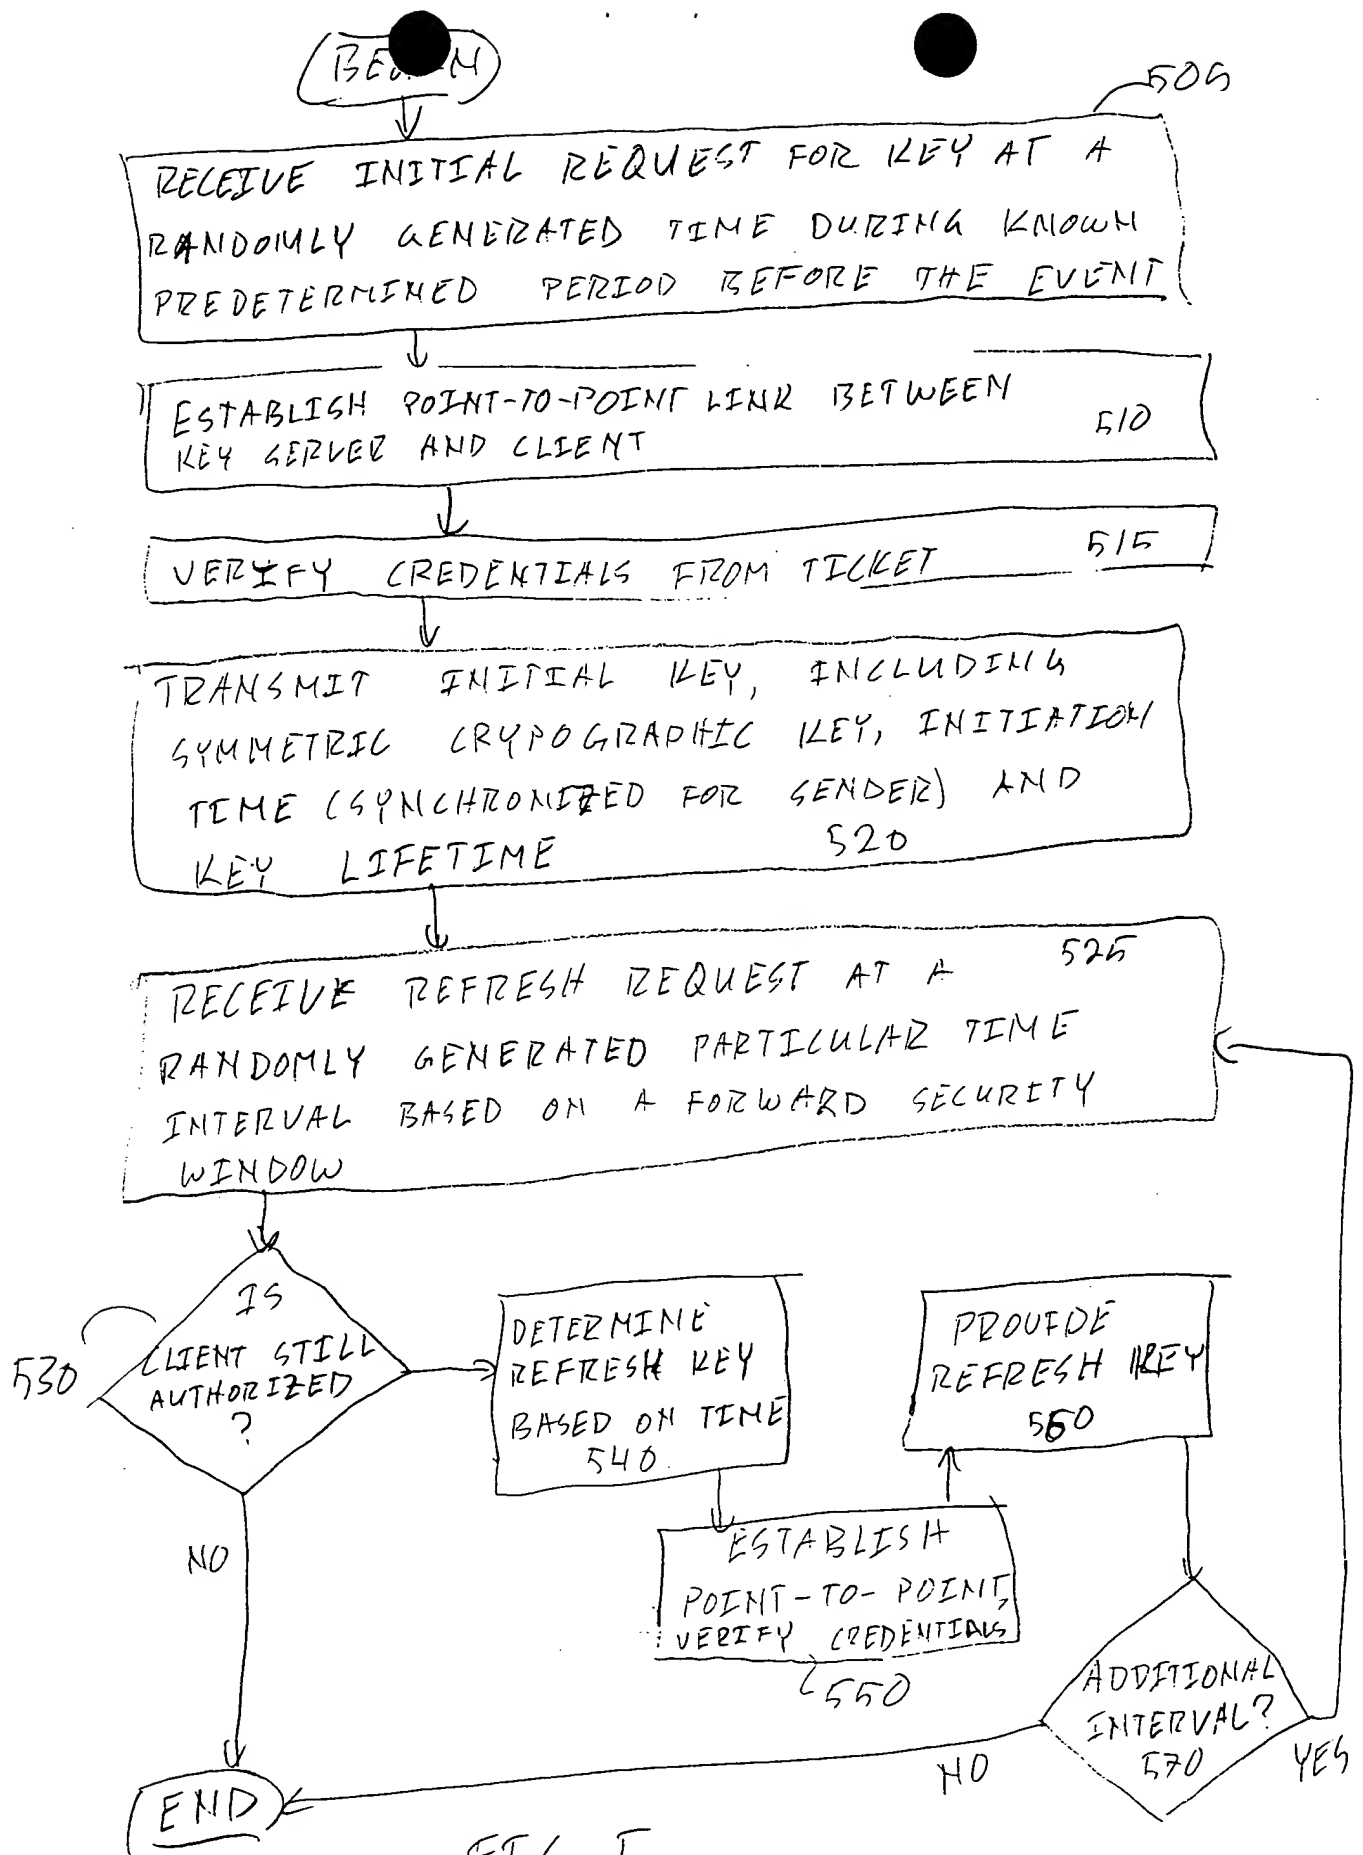 505
RECEIVE INITIAL REQUEST FOR KEY AT A
RANDOMLY GENERATED TIME DURING KNOWN
PREDETERMINED PERIOD BEFORE THE EVENT
ESTABLISH POINT-TO-POINT LINK BETWEEN
KEY SERVER AND CLIENT
510
VERIFY CREDENTIALS FROM TICKET
515
TRANSMIT INITIAL KEY, INCLUDING
SYMMETRIC CRYPOGRAPHIC KEY, INITIATION
TIME (SYNCHRONIZED FOR SENDER) AND
KEY LIFETIME
520
525
RECEIVE REFRESH REQUEST AT A
RANDOMLY GENERATED PARTICULAR TIME
INTERVAL BASED ON A FORWARD SECURITY
WINDOW
530
IS
CLIENT STILL
AUTHORIZED
?
DETERMINE
REFRESH KEY
BASED ON TIME
540
PROVIDE
REFRESH KEY
560
ESTABLISH
POINT-TO-POINT,
VERIFY CREDENTIALS
550
ADDITIONAL
INTERVAL?
570
NO
NO
YES
END